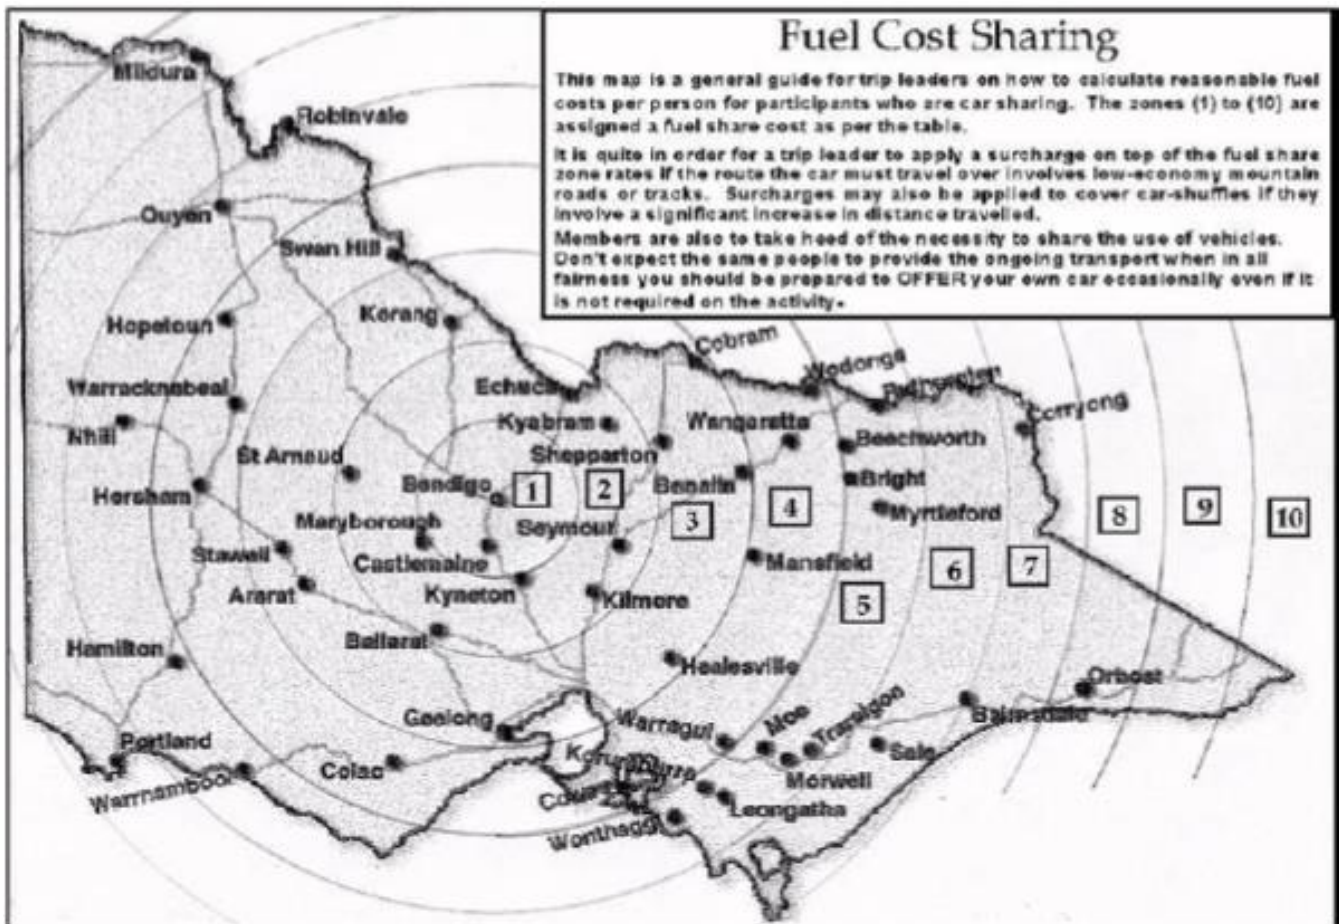 Fuel Cost Sharing
This map is a general guide for trip leaders on how to calculate reasonable fuel
costs per person for participants who are car sharing. The zones (1) to (10) are
assigned a fuel share cost as per the table.
It is quite in order for a trip leader to apply a surcharge on top of the fuel share
zone rates if the route the car must travel over involves low-economy mountain
roads or tracks. Surcharges may also be applied to cover car-shuffles if they
involve a significant increase in distance travelled.
Members are also to take heed of the necessity to share the use of vehicles.
Don't expect the same people to provide the ongoing transport when in all
fairness you should be prepared to OFFER your own car occasionally even if it
is not required on the activity.
Mildura
Robinvale
Ouyen
Swan Hill
Hopetoun
Kerang
Cobram
Wodonga
Warracknabeal
Echuca
Corryong
Nhill
Kyabram
Wangaratta
St Arnaud
Shepparton
Beechworth
Horsham
Bendigo
1
2
Benalla
Bright
Maryborough
Seymour
3
4
Myrtleford
8
9
10
Stawell
Castlemaine
Mansfield
6
7
Ararat
Kyneton
Kilmore
5
Ballarat
Hamilton
Healesville
Orbost
Geelong
Warragul
Moe
Traralgon
Bairnsdale
Portland
Sale
Warrnambool
Colac
Morwell
Leongatha
Wonthaggi